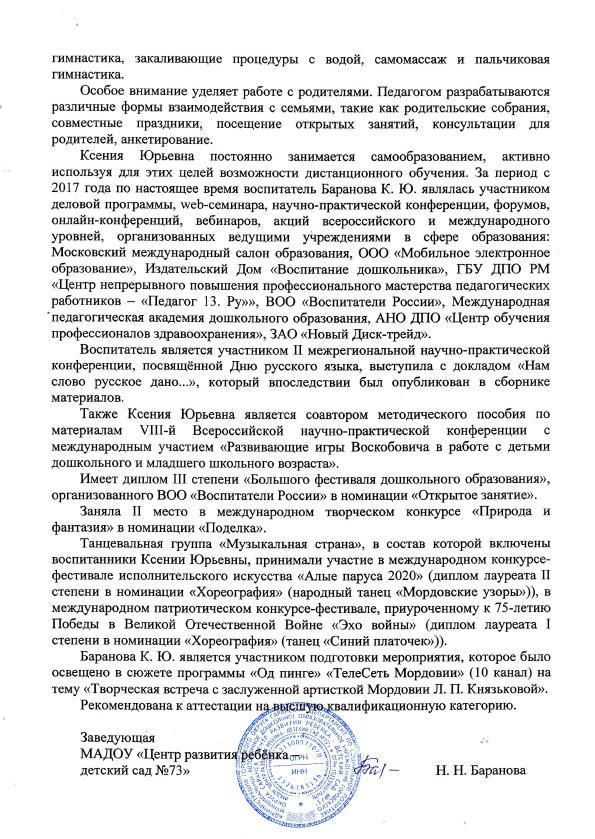 гимнастика, закаливающие процедуры с водой, самомассаж и пальчиковая
гимнастика.
Особое внимание уделяет работе с родителями. Педагогом разрабатываются
различные формы взаимодействия с семьями, такие как родительские собрания,
совместные праздники, посещение открытых занятий, консультации для
родителей, анкетирование.
Ксения Юрьевна постоянно занимается самообразованием, активно
используя для этих целей возможности дистанционного обучения. За период с
2017 года по настоящее время воспитатель Баранова К. Ю. являлась участником
деловой программы, web-семинара, научно-практической конференции, форумов,
онлайн-конференций, вебинаров, акций всероссийского и международного
уровней, организованных ведущими учреждениями в сфере образования:
Московский международный салон образования, ООО «Мобильное электронное
образование», Издательский Дом «Воспитание дошкольника», ГБУ ДПО РМ
«Центр непрерывного повышения профессионального мастерства педагогических
работников – «Педагог 13. Ру»», ВОО «Воспитатели России», Международная
педагогическая академия дошкольного образования, АНО ДПО «Центр обучения
профессионалов здравоохранения», ЗАО «Новый Диск-трейд».
Воспитатель является участником II межрегиональной научно-практической
конференции, посвящённой Дню русского языка, выступила с докладом «Нам
слово русское дано...», который впоследствии был опубликован в сборнике
материалов.
Также Ксения Юрьевна является соавтором методического пособия по
материалам VIII-й Всероссийской научно-практической конференции с
международным участием «Развивающие игры Воскобовича в работе с детьми
дошкольного и младшего школьного возраста».
Имеет диплом III степени «Большого фестиваля дошкольного образования»,
организованного ВОО «Воспитатели России» в номинации «Открытое занятие».
Заняла II место в международном творческом конкурсе «Природа и
фантазия» в номинации «Поделка».
Танцевальная группа «Музыкальная страна», в состав которой включены
воспитанники Ксении Юрьевны, принимали участие в международном конкурсе-
фестивале исполнительского искусства «Алые паруса 2020» (диплом лауреата II
степени в номинации «Хореография» (народный танец «Мордовские узоры»)), в
международном патриотическом конкурсе-фестивале, приуроченному к 75-летию
Победы в Великой Отечественной Войне «Эхо войны» (диплом лауреата I
степени в номинации «Хореография» (танец «Синий платочек»)).
Баранова К. Ю. является участником подготовки мероприятия, которое было
освещено в сюжете программы «Од пинге» «ТелеСеть Мордовии» (10 канал) на
тему «Творческая встреча с заслуженной артисткой Мордовии Л. П. Князьковой».
Рекомендована к аттестации на высшую квалификационную категорию.
Заведующая
МАДОУ «Центр развития ребёнка –
детский сад №73» Н. Н. Баранова
ОГРН
ИНН